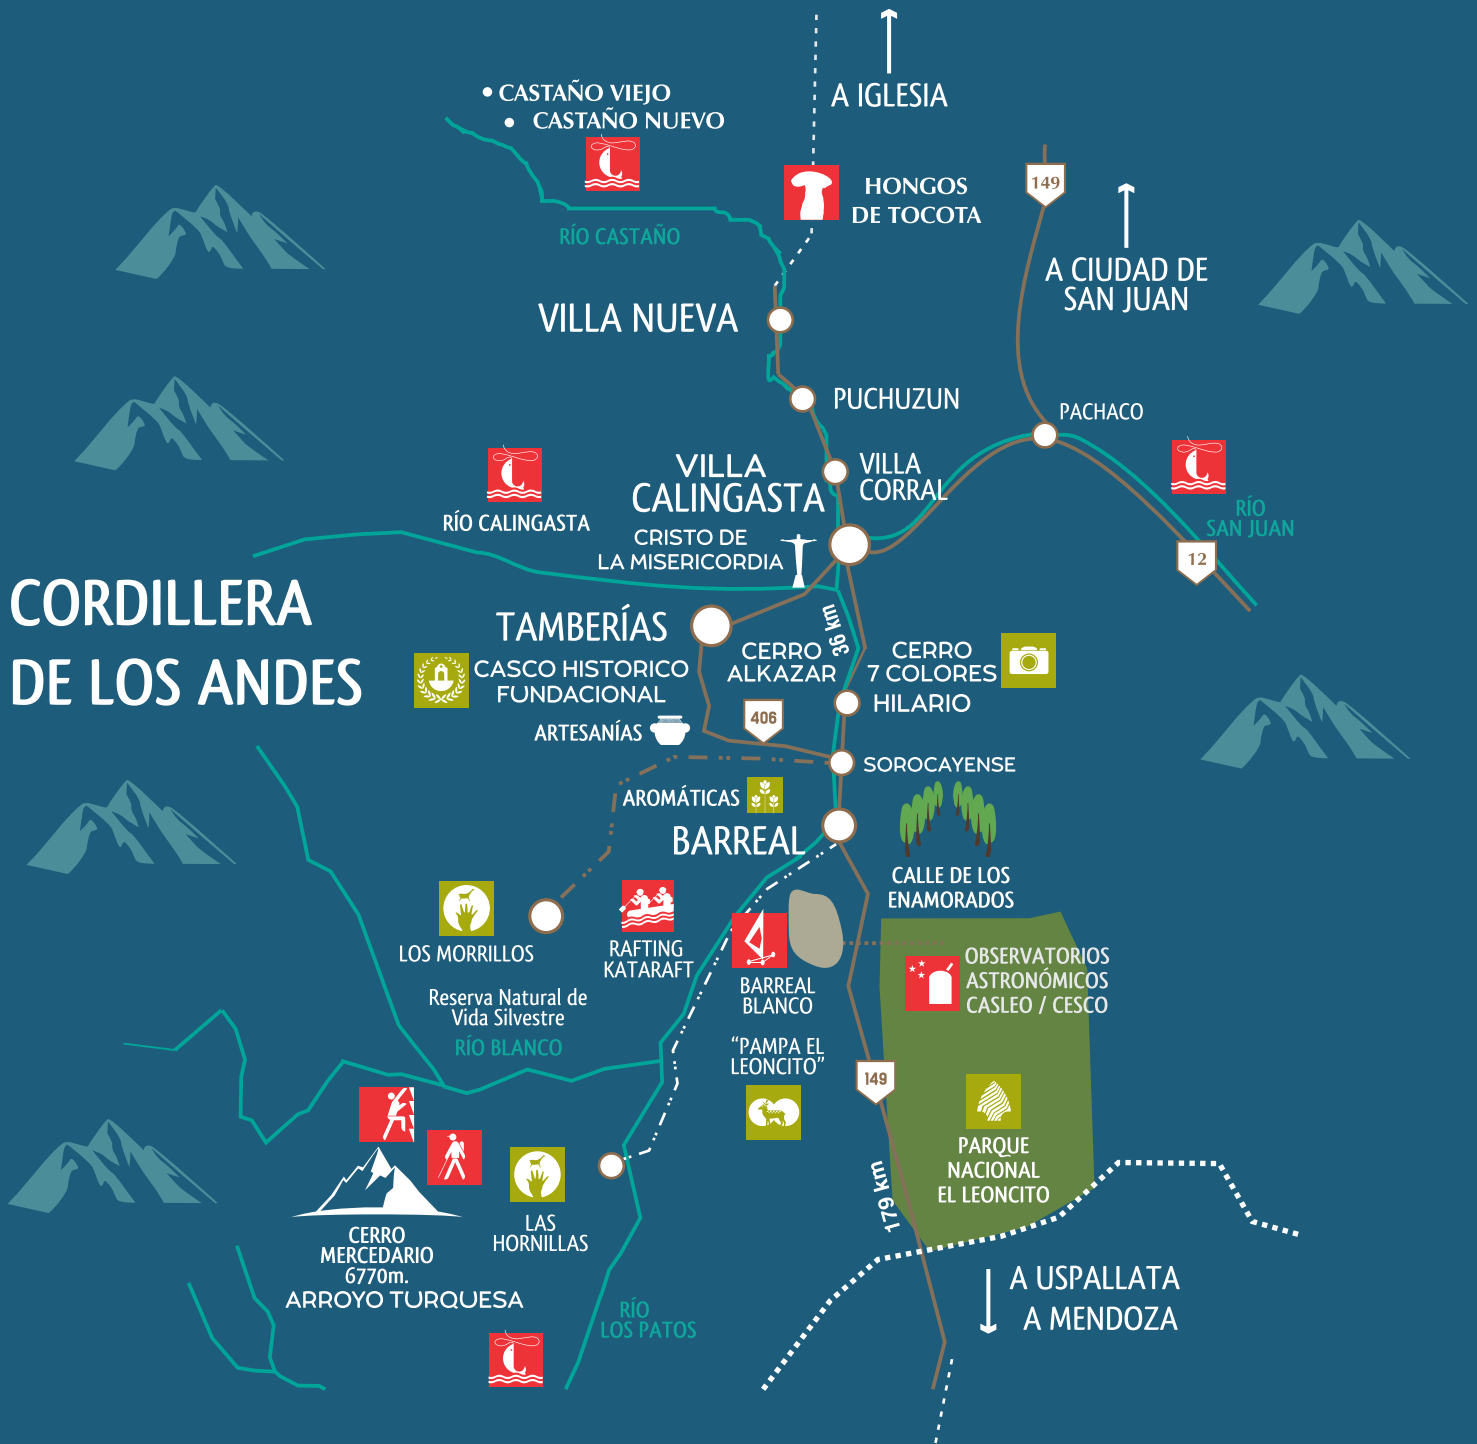 A IGLESIA
CASTAÑO VIEJO
CASTAÑO NUEVO
HONGOS
DE TOCOTA
149
RÍO CASTAÑO
A CIUDAD DE
SAN JUAN
VILLA NUEVA
PUCHUZUN
PACHACO
VILLA
CORRAL
VILLA
CALINGASTA
RÍO CALINGASTA
RÍO
SAN JUAN
12
CRISTO DE
LA MISERICORDIA
CORDILLERA
DE LOS ANDES
TAMBERÍAS
36 km
CERRO
ALKAZAR
CERRO
7 COLORES
CASCO HISTORICO
FUNDACIONAL
HILARIO
406
ARTESANÍAS
SOROCAYENSE
AROMÁTICAS
BARREAL
CALLE DE LOS
ENAMORADOS
LOS MORRILLOS
RAFTING
KATARAFT
OBSERVATORIOS
ASTRONÓMICOS
CASLEO / CESCO
BARREAL
BLANCO
Reserva Natural de
Vida Silvestre
RÍO BLANCO
"PAMPA EL
LEONCITO"
149
PARQUE
NACIONAL
EL LEONCITO
179 km
LAS
HORNILLAS
CERRO
MERCEDARIO
6770m.
ARROYO TURQUESA
RÍO
LOS PATOS
A USPALLATA
A MENDOZA